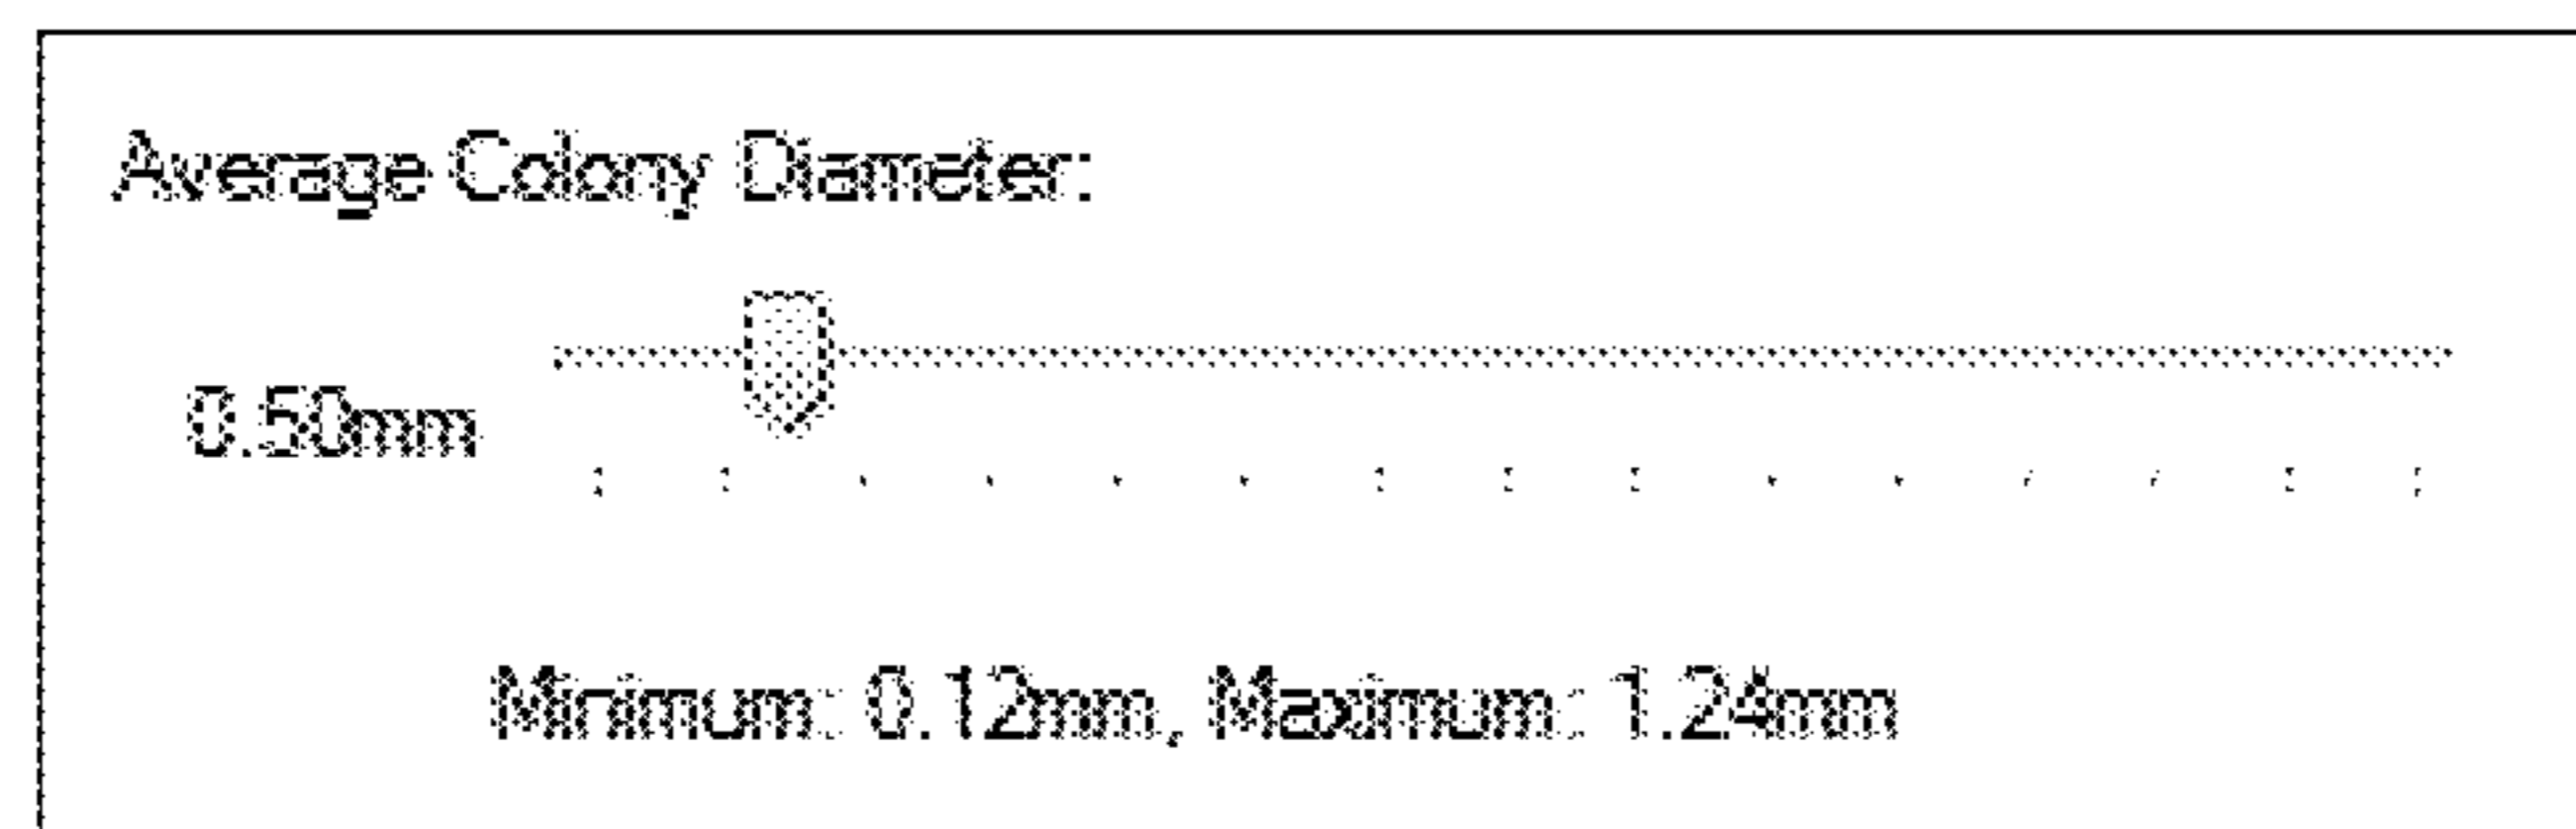 Average Colony Diameter:
0.50mm
Minimum: 0.12mm, Maximum: 1.24mm